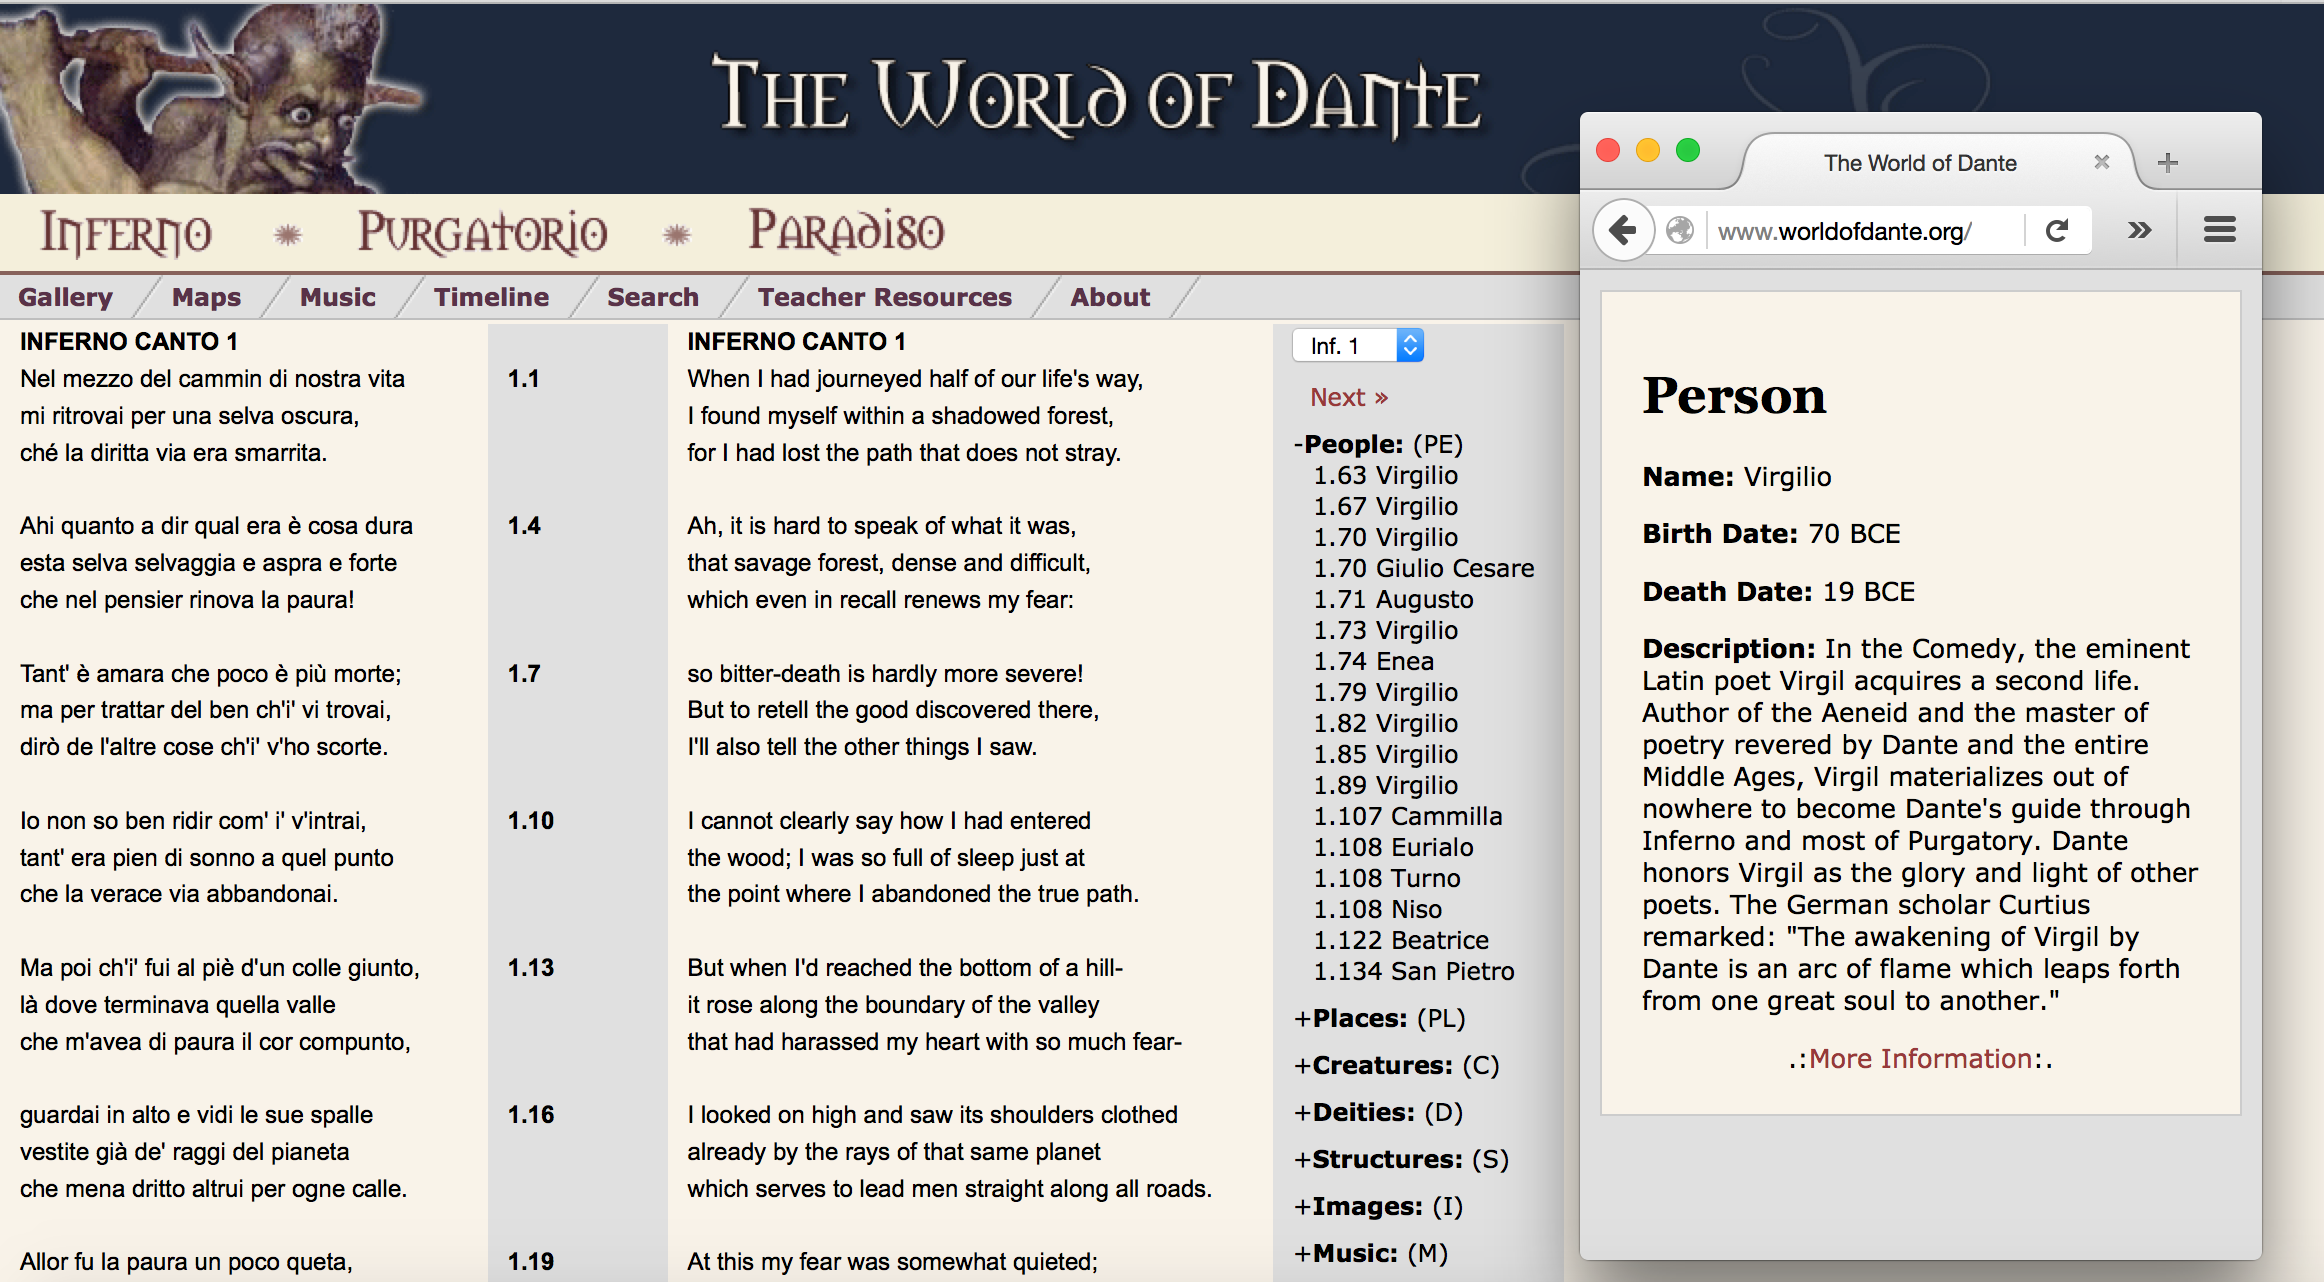 THE WORLD OF DANTE
INFERNO
PURGATORIO
PARADISO
Gallery
Maps
Music
Timeline
Search
Teacher Resources
About
INFERNO CANTO 1
Nel mezzo del cammin di nostra vita
mi ritrovai per una selva oscura,
ché la diritta via era smarrita.
Ahi quanto a dir qual era è cosa dura
esta selva selvaggia e aspra e forte
che nel pensier rinova la paura!
Tant' è amara che poco è più morte;
ma per trattar del ben ch'i' vi trovai,
dirò de l'altre cose ch'i' v'ho scorte.
Io non so ben ridir com' i' v'intrai,
tant' era pien di sonno a quel punto
che la verace via abbandonai.
Ma poi ch'i' fui al piè d'un colle giunto,
là dove terminava quella valle
che m'avea di paura il cor compunto,
guardai in alto e vidi le sue spalle
vestite già de' raggi del pianeta
che mena dritto altrui per ogne calle.
Allor fu la paura un poco queta,
1.1
1.4
1.7
1.10
1.13
1.16
1.19
INFERNO CANTO 1
When I had journeyed half of our life's way,
I found myself within a shadowed forest,
for I had lost the path that does not stray.
Ah, it is hard to speak of what it was,
that savage forest, dense and difficult,
which even in recall renews my fear:
so bitter-death is hardly more severe!
But to retell the good discovered there,
I'll also tell the other things I saw.
I cannot clearly say how I had entered
the wood; I was so full of sleep just at
the point where I abandoned the true path.
But when I'd reached the bottom of a hill-
it rose along the boundary of the valley
that had harassed my heart with so much fear-
I looked on high and saw its shoulders clothed
already by the rays of that same planet
which serves to lead men straight along all roads.
At this my fear was somewhat quieted;
Inf. 1
Next »
-People: (PE)
1.63 Virgilio
1.67 Virgilio
1.70 Virgilio
1.70 Giulio Cesare
1.71 Augusto
1.73 Virgilio
1.74 Enea
1.79 Virgilio
1.82 Virgilio
1.85 Virgilio
1.89 Virgilio
1.107 Cammilla
1.108 Eurialo
1.108 Turno
1.108 Niso
1.122 Beatrice
1.134 San Pietro
+Places: (PL)
+Creatures: (C)
+Deities: (D)
+Structures: (S)
+Images: (I)
+Music: (M)
The World of Dante
www.worldofdante.org/
Person
Name: Virgilio
Birth Date: 70 BCE
Death Date: 19 BCE
Description: In the Comedy, the eminent
Latin poet Virgil acquires a second life.
Author of the Aeneid and the master of
poetry revered by Dante and the entire
Middle Ages, Virgil materializes out of
nowhere to become Dante's guide through
Inferno and most of Purgatory. Dante
honors Virgil as the glory and light of other
poets. The German scholar Curtius
remarked: "The awakening of Virgil by
Dante is an arc of flame which leaps forth
from one great soul to another."
.:More Information:.